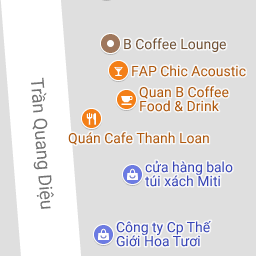 B Coffee Lounge
FAP Chic Acoustic
Quan B Coffee
Food & Drink
Quán Cafe Thanh Loan
Trần Quang Diệu
cửa hàng balo
túi xách Miti
Công ty Cp Thế
Giới Hoa Tươi